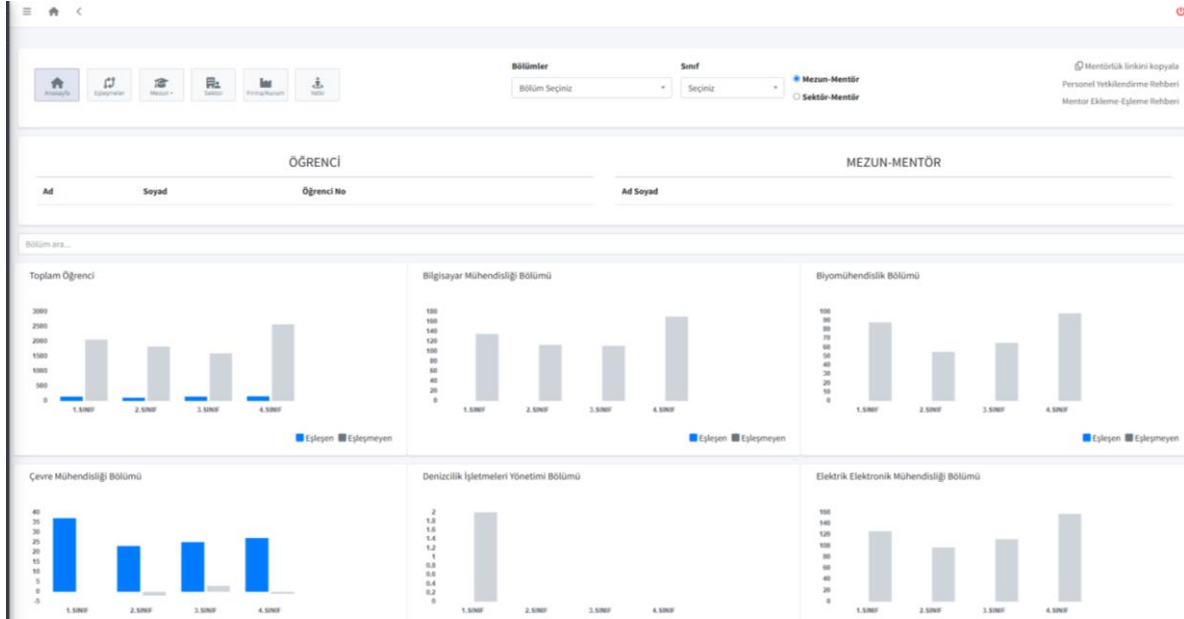 Anasayfa Eşleşmeler Mezun Sektör Firma/Kurum Yetki
Bölümler
Bölüm Seçiniz
Sınıf
Seçiniz
Mezun-Mentör
Sektör-Mentör
Mentörlük linkini kopyala
Personel Yetkilendirme Rehberi
Mentor Ekleme-Eşleme Rehberi
ÖĞRENCİ
Ad Soyad Öğrenci No
MEZUN-MENTÖR
Ad Soyad
Bölüm ara...
Toplam Öğrenci
3000
2500
2000
1500
1000
500
0
1.SINIF 2.SINIF 3.SINIF 4.SINIF
Eşleşen Eşleşmeyen
Bilgisayar Mühendisliği Bölümü
180
160
140
120
100
80
60
40
20
0
1.SINIF 2.SINIF 3.SINIF 4.SINIF
Eşleşen Eşleşmeyen
Biyomühendislik Bölümü
100
90
80
70
60
50
40
30
20
10
0
1.SINIF 2.SINIF 3.SINIF 4.SINIF
Eşleşen Eşleşmeyen
Çevre Mühendisliği Bölümü
40
35
30
25
20
15
10
5
0
-5
1.SINIF 2.SINIF 3.SINIF 4.SINIF
Denizcilik İşletmeleri Yönetimi Bölümü
2
1.8
1.6
1.4
1.2
1
0.8
0.6
0.4
0.2
0
1.SINIF 2.SINIF 3.SINIF 4.SINIF
Elektrik Elektronik Mühendisliği Bölümü
160
140
120
100
80
60
40
20
0
1.SINIF 2.SINIF 3.SINIF 4.SINIF